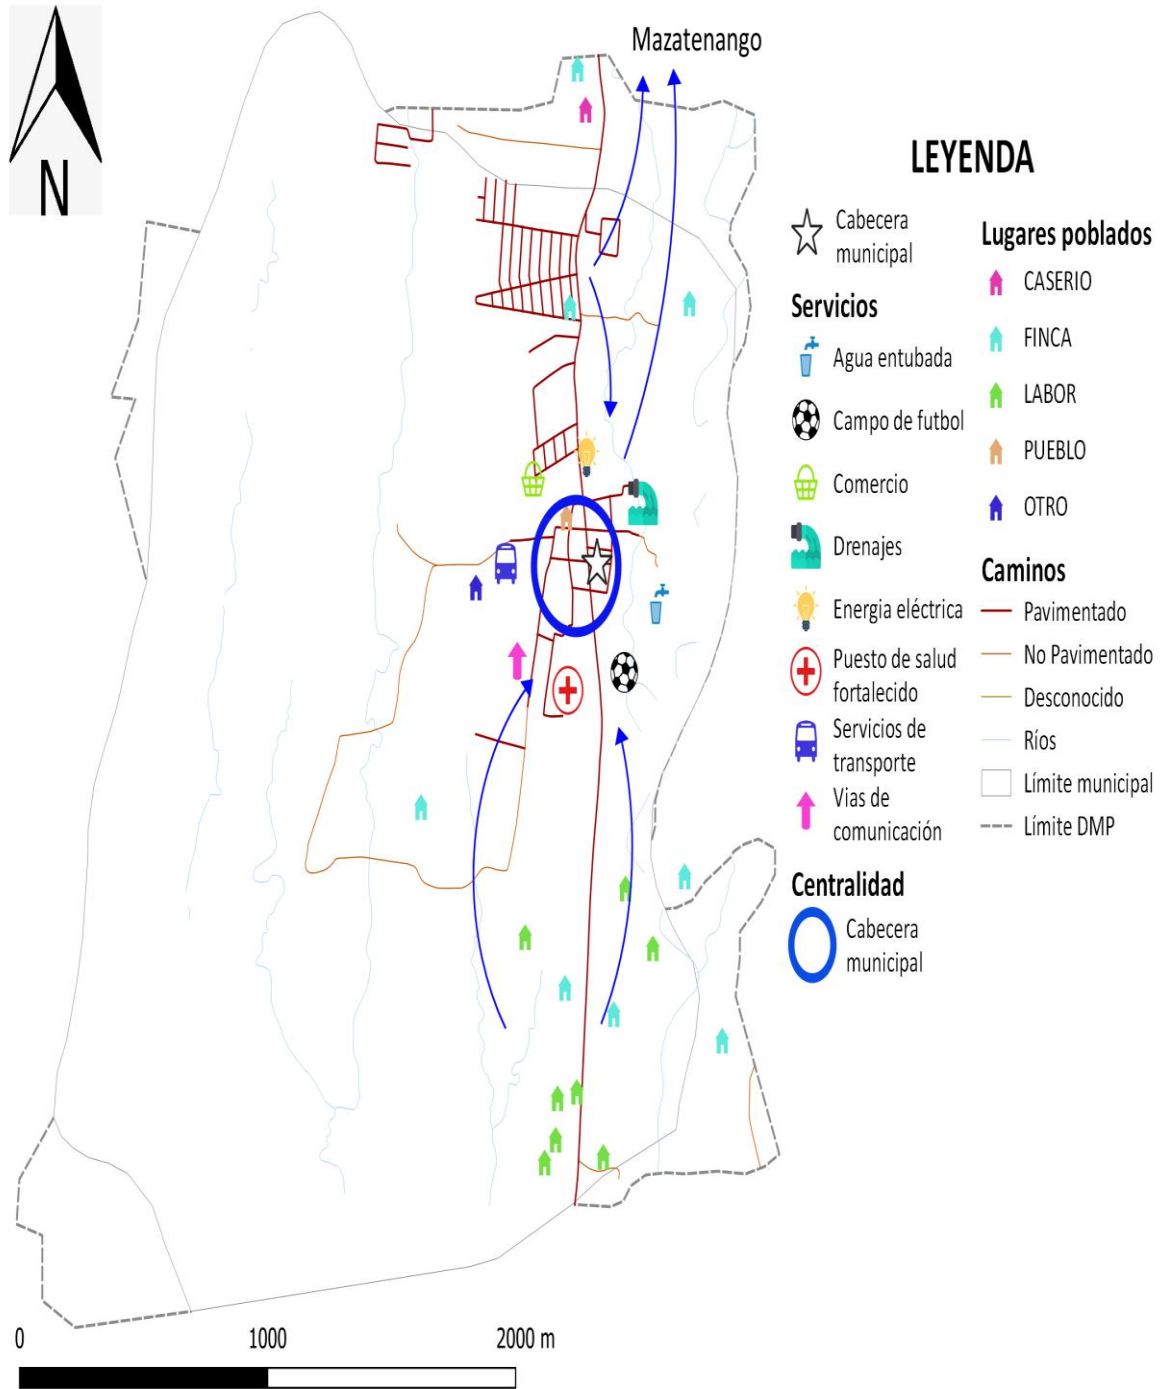 Mazatenango
N
LEYENDA
Cabecera
municipal
Servicios
Agua entubada
Campo de futbol
Comercio
Drenajes
Energia eléctrica
Puesto de salud
fortalecido
Servicios de
transporte
Vias de
comunicación
Centralidad
Cabecera
municipal
Lugares poblados
CASERIO
FINCA
LABOR
PUEBLO
OTRO
Caminos
Pavimentado
No Pavimentado
Desconocido
Ríos
Límite municipal
Límite DMP
0 1000 2000 m